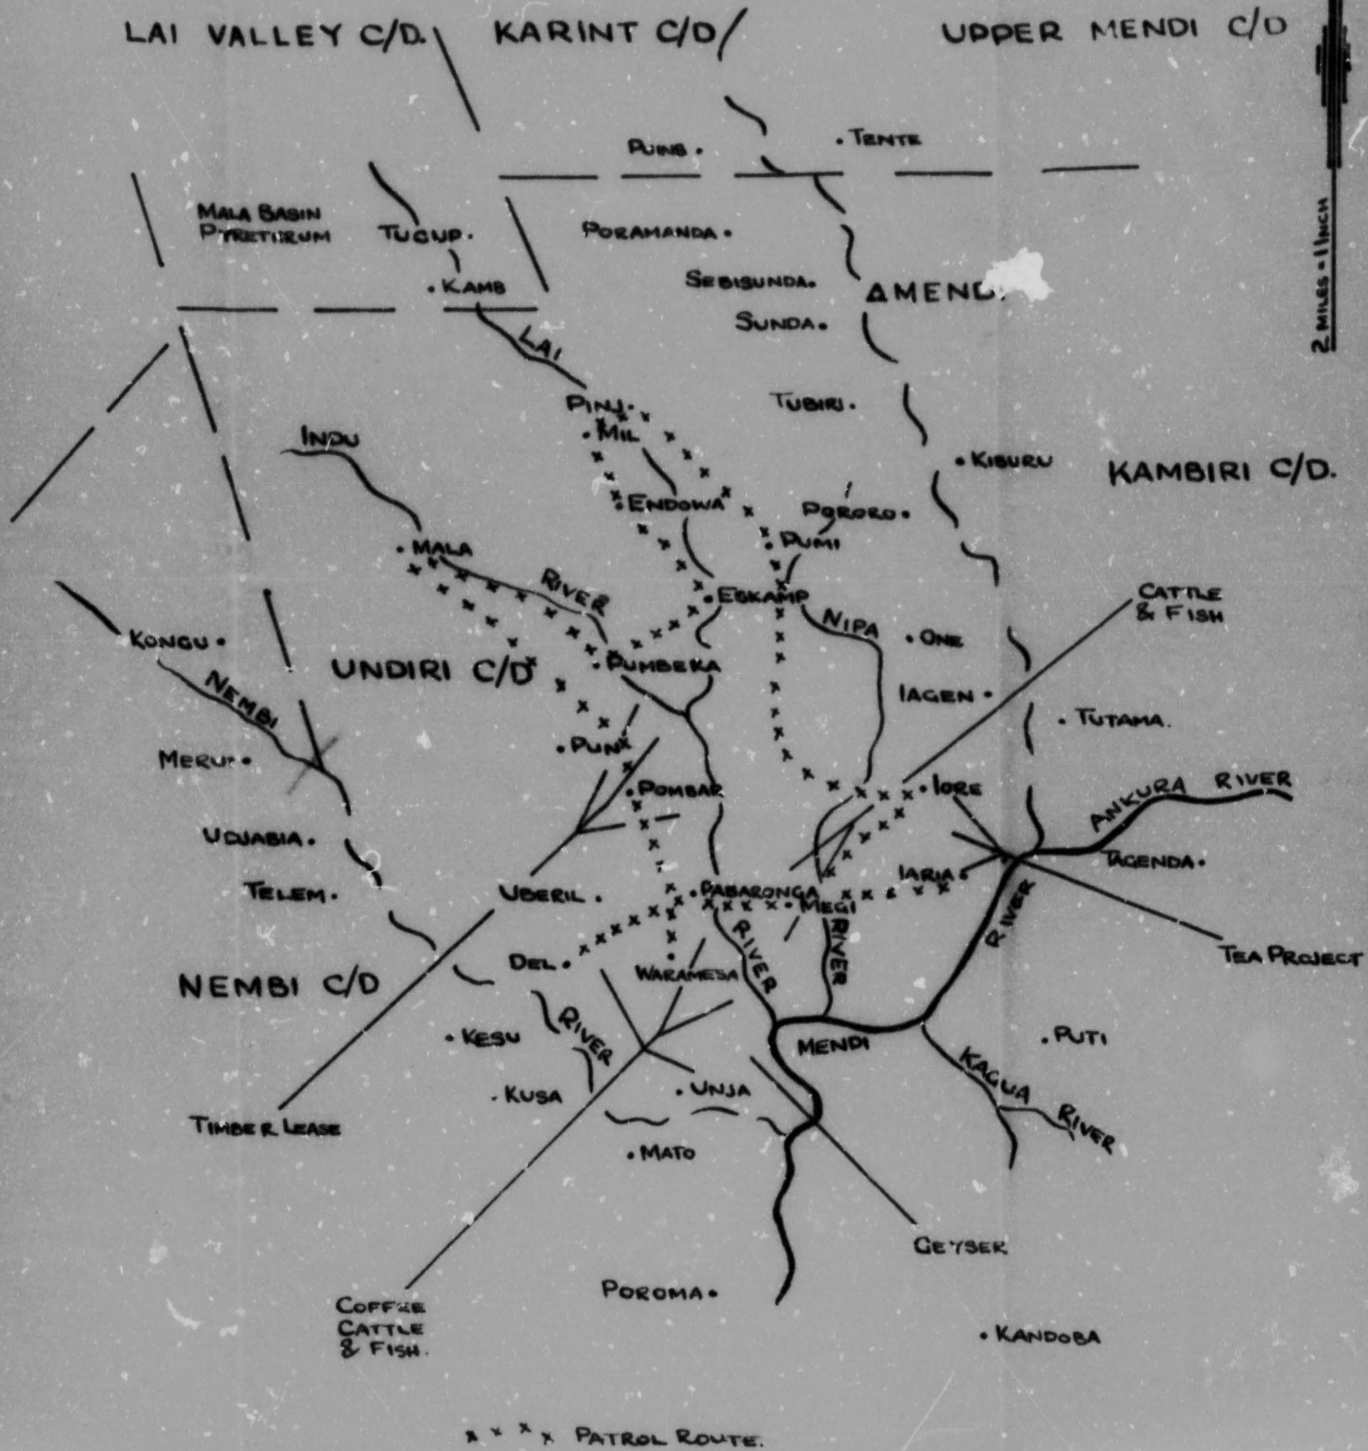 LAI VALLEY C/D.
KARINT C/D
UPPER MENDI C/D
PUING
TENTE
MALA BASIN
PYRETHRUM
TUGUP
PORAMANDA
KAMB
SEBISUNDA
MEND
SUNDA
2 MILES = 1 INCH
LAI
PINJ
TUBIRI
MIL
INDU
KIBURU
KAMBIRI C/D.
ENDOWA
PORORO
MALA
PUMI
RIVER
EGKAMP
NIPA
CATTLE
& FISH
KONGU
ONE
UNDIRI C/D
PUMBEKA
NEMBI
IAGEN
TUTAMA.
MERU
PUN
POMBAR
IORE
ANKURA RIVER
UDJABIA
TAGENDA
TELEM
UBERIL
PABARONGA
MEGI
IARIA
RIVER
RIVER
RIVER
DEL
WARAMESA
TEA PROJECT
NEMBI C/D
KESU
RIVER
MENDI
PUTI
KAGUA RIVER
KUSA
UNJA
TIMBER LEASE
MATO
GEYSER
POROMA
COFFEE
CATTLE
& FISH.
KANDOBA
x x x x PATROL ROUTE.